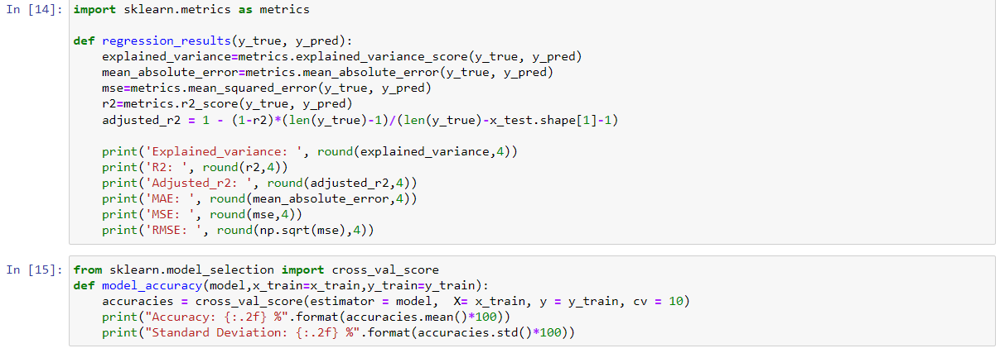 In [14]: import sklearn.metrics as metrics
def regression_results(y_true, y_pred):
    explained_variance=metrics.explained_variance_score(y_true, y_pred)
    mean_absolute_error=metrics.mean_absolute_error(y_true, y_pred)
    mse=metrics.mean_squared_error(y_true, y_pred)
    r2=metrics.r2_score(y_true, y_pred)
    adjusted_r2 = 1 - (1-r2)*(len(y_true)-1)/(len(y_true)-x_test.shape[1]-1)
    print('Explained_variance: ', round(explained_variance,4))
    print('R2: ', round(r2,4))
    print('Adjusted_r2: ', round(adjusted_r2,4))
    print('MAE: ', round(mean_absolute_error,4))
    print('MSE: ', round(mse,4))
    print('RMSE: ', round(np.sqrt(mse),4))
In [15]: from sklearn.model_selection import cross_val_score
def model_accuracy(model,x_train=x_train,y_train=y_train):
    accuracies = cross_val_score(estimator = model,  X= x_train, y = y_train, cv = 10)
    print("Accuracy: {:.2f} %".format(accuracies.mean()*100))
    print("Standard Deviation: {:.2f} %".format(accuracies.std()*100))